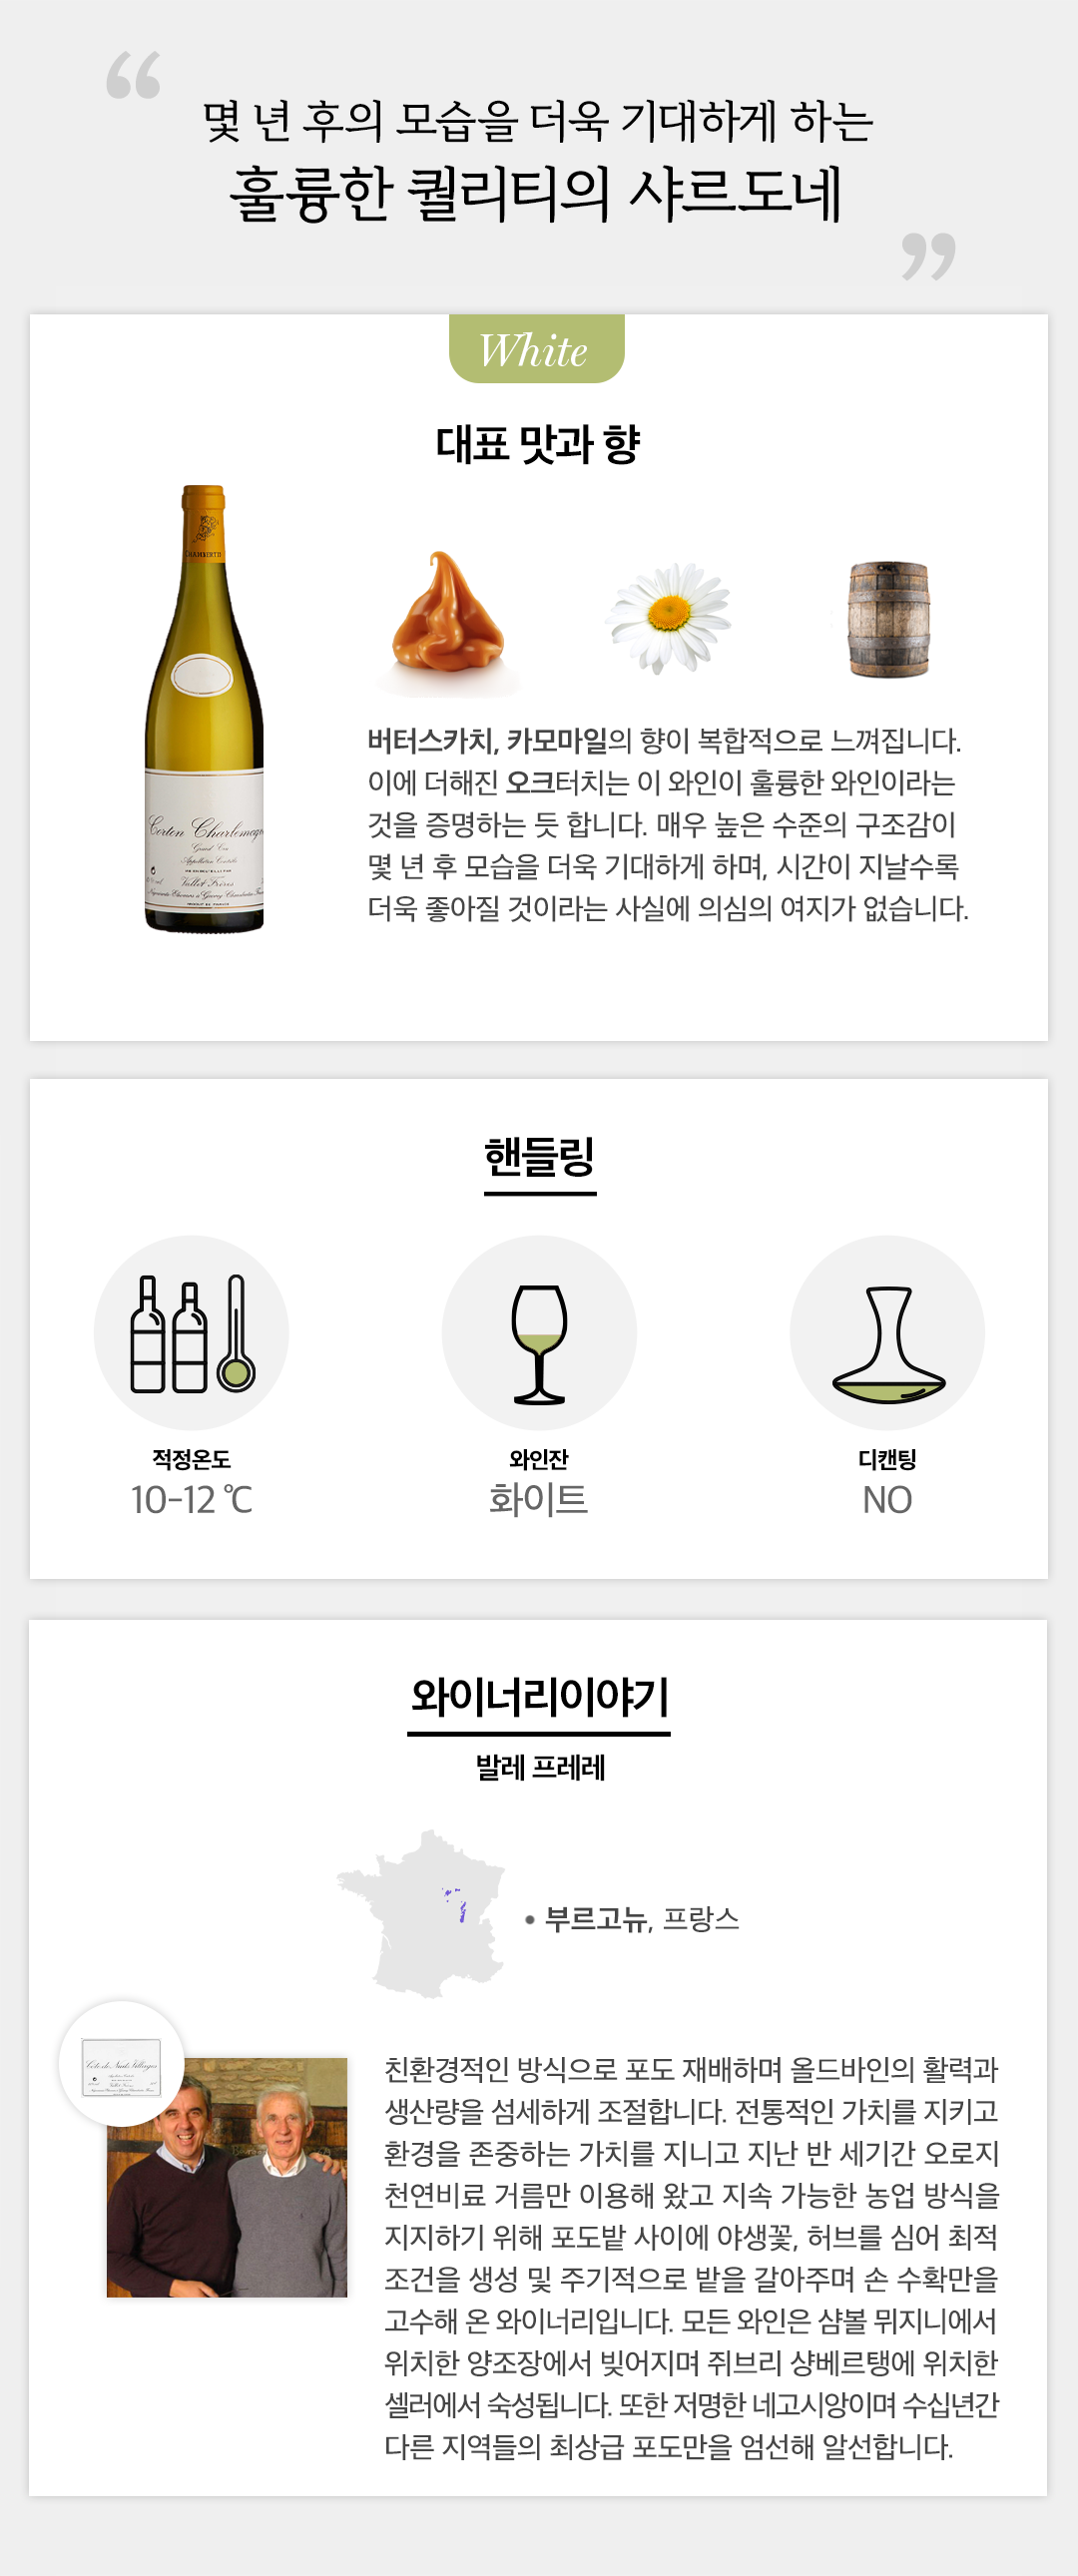 “
몇 년 후의 모습을 더욱 기대하게 하는
훌륭한 퀄리티의 샤르도네
”
White
대표 맛과 향
Corton Charlemagne
Grand Cru
Vallet Frères
PRODUCT OF FRANCE
버터스카치, 카모마일의 향이 복합적으로 느껴집니다.
이에 더해진 오크터치는 이 와인이 훌륭한 와인이라는
것을 증명하는 듯 합니다. 매우 높은 수준의 구조감이
몇 년 후 모습을 더욱 기대하게 하며, 시간이 지날수록
더욱 좋아질 것이라는 사실에 의심의 여지가 없습니다.
핸들링
적정온도
10-12 ℃
와인잔
화이트
디캔팅
NO
와이너리이야기
발레 프레레
• 부르고뉴, 프랑스
Cote de Nuits Villages
친환경적인 방식으로 포도 재배하며 올드바인의 활력과
생산량을 섬세하게 조절합니다. 전통적인 가치를 지키고
환경을 존중하는 가치를 지니고 지난 반 세기간 오로지
천연비료 거름만 이용해 왔고 지속 가능한 농업 방식을
지지하기 위해 포도밭 사이에 야생꽃, 허브를 심어 최적
조건을 생성 및 주기적으로 밭을 갈아주며 손 수확만을
고수해 온 와이너리입니다. 모든 와인은 샴볼 뮈지니에서
위치한 양조장에서 빚어지며 쥐브리 샹베르탱에 위치한
셀러에서 숙성됩니다. 또한 저명한 네고시앙이며 수십년간
다른 지역들의 최상급 포도만을 엄선해 알선합니다.